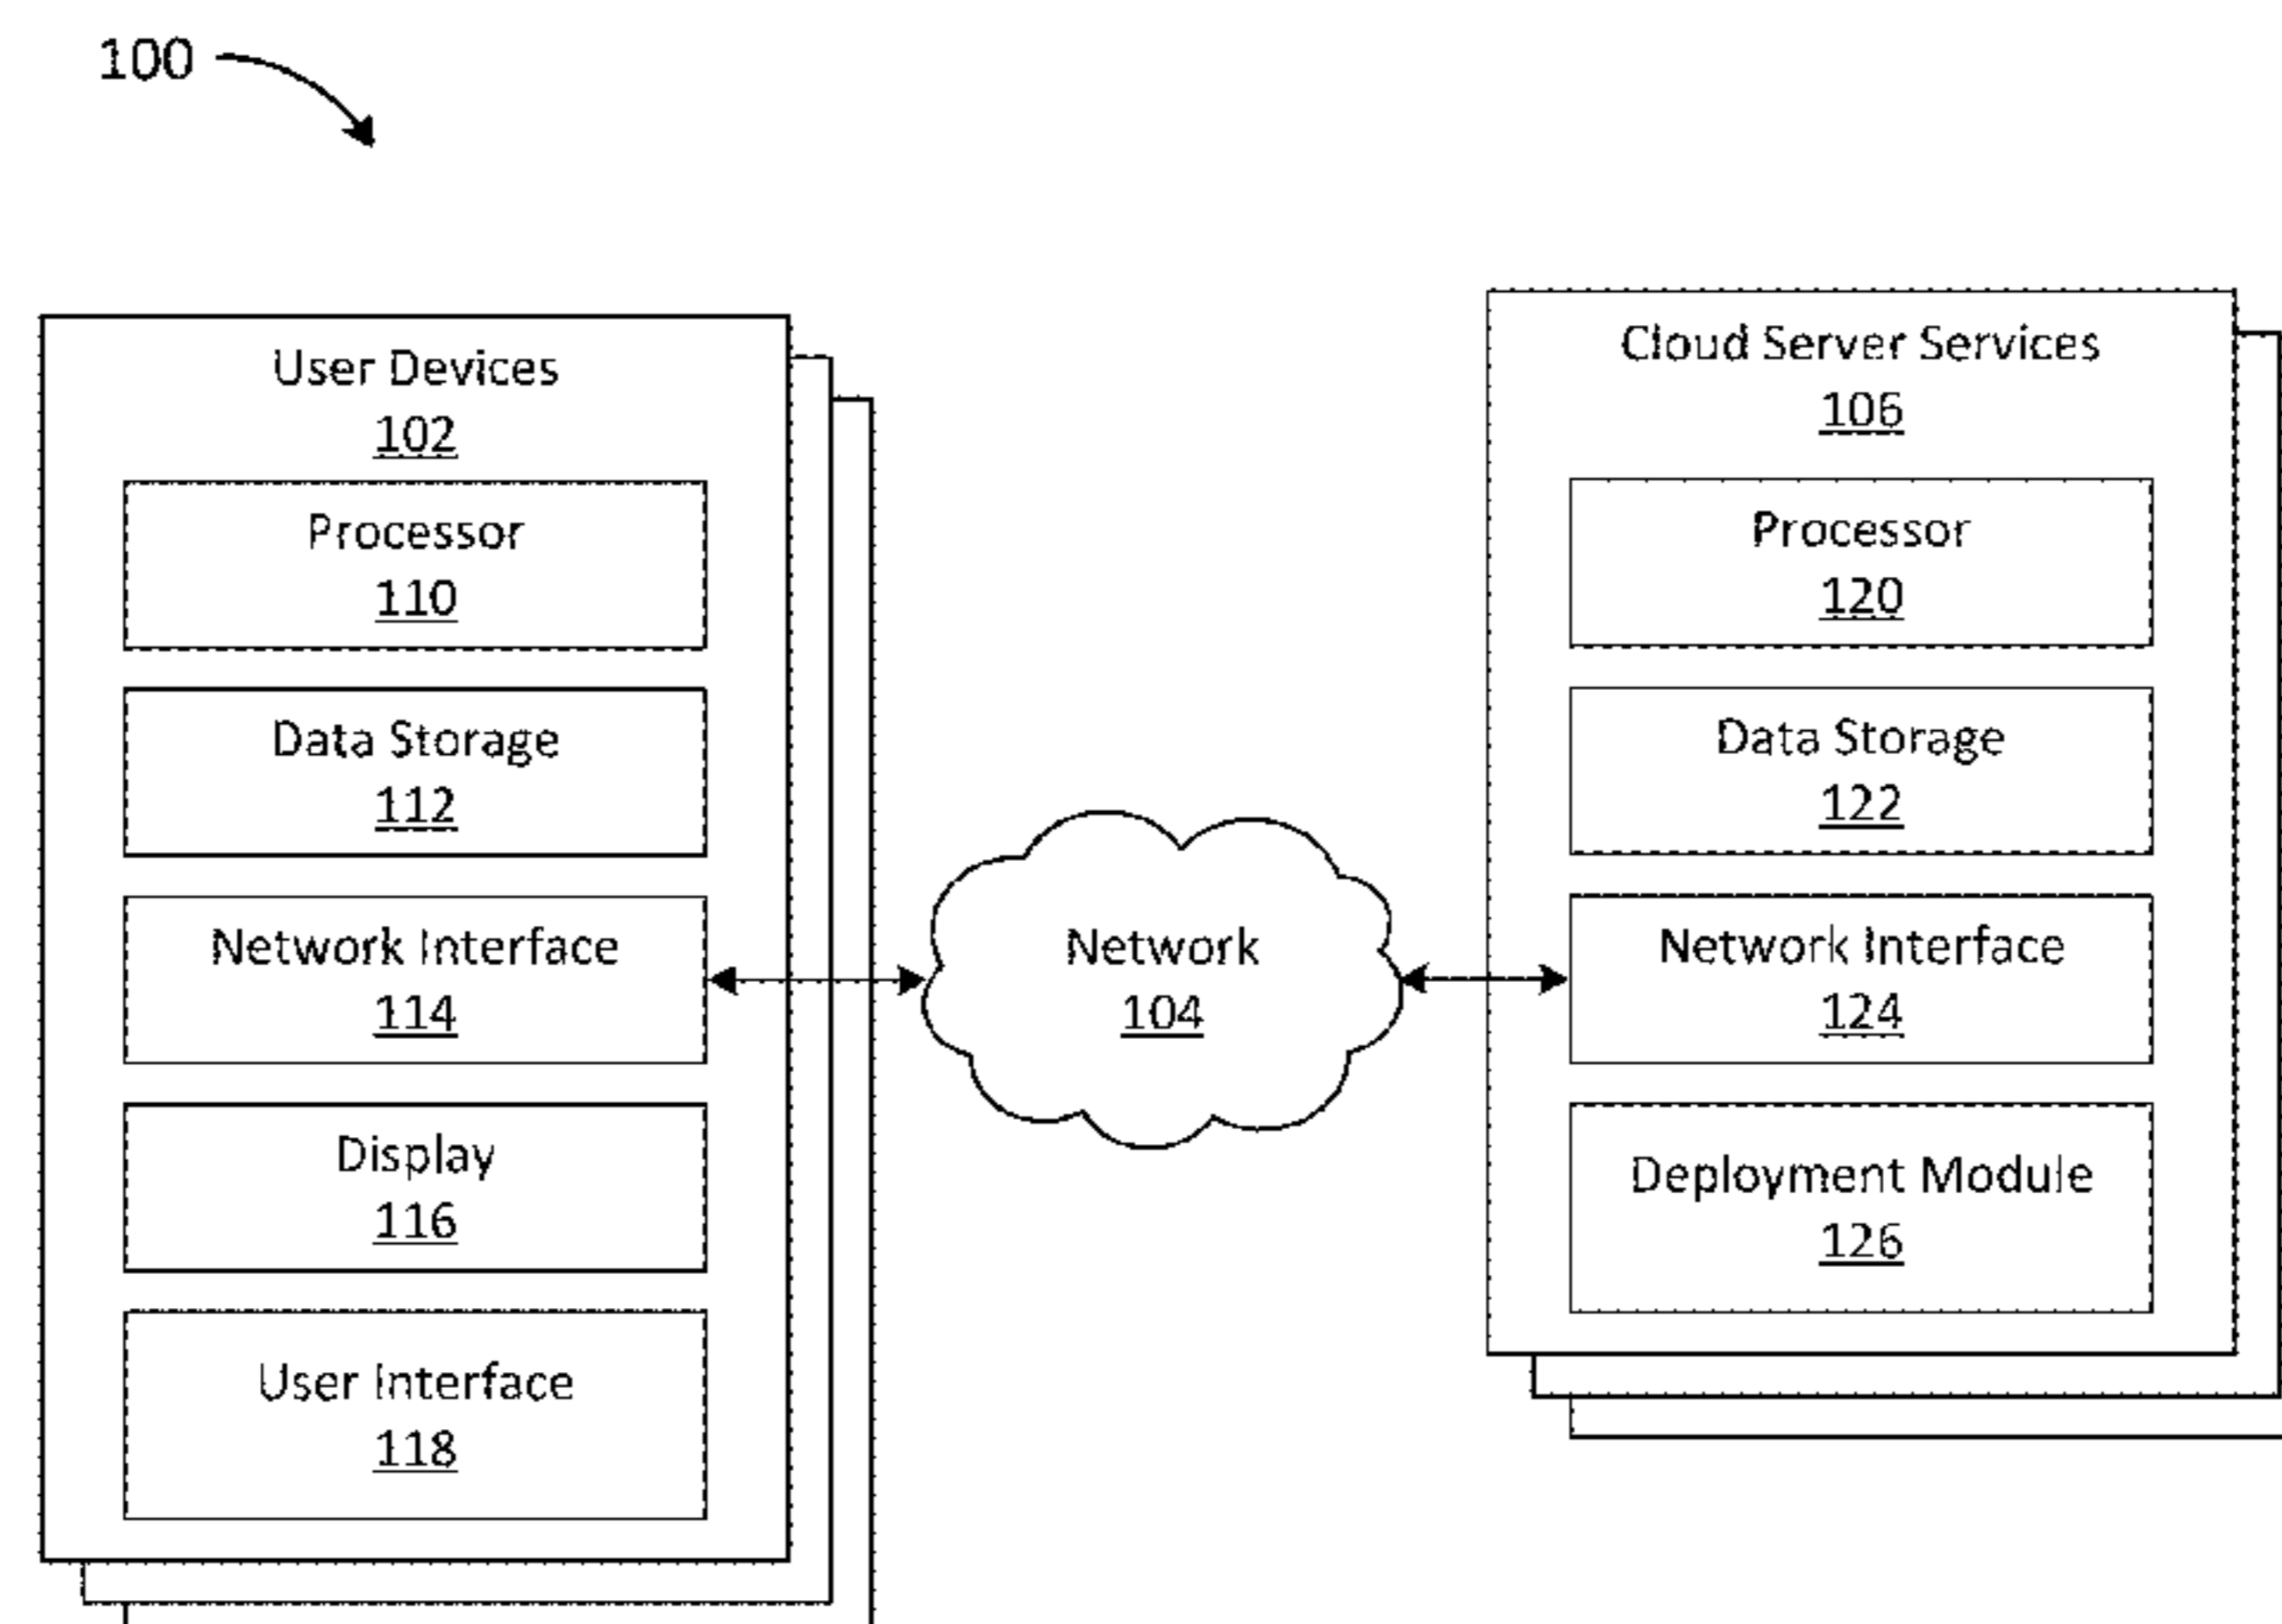 100
User Devices
102
Processor
110
Data Storage
112
Network Interface
114
Display
116
User Interface
118
Network
104
Cloud Server Services
106
Processor
120
Data Storage
122
Network Interface
124
Deployment Module
126